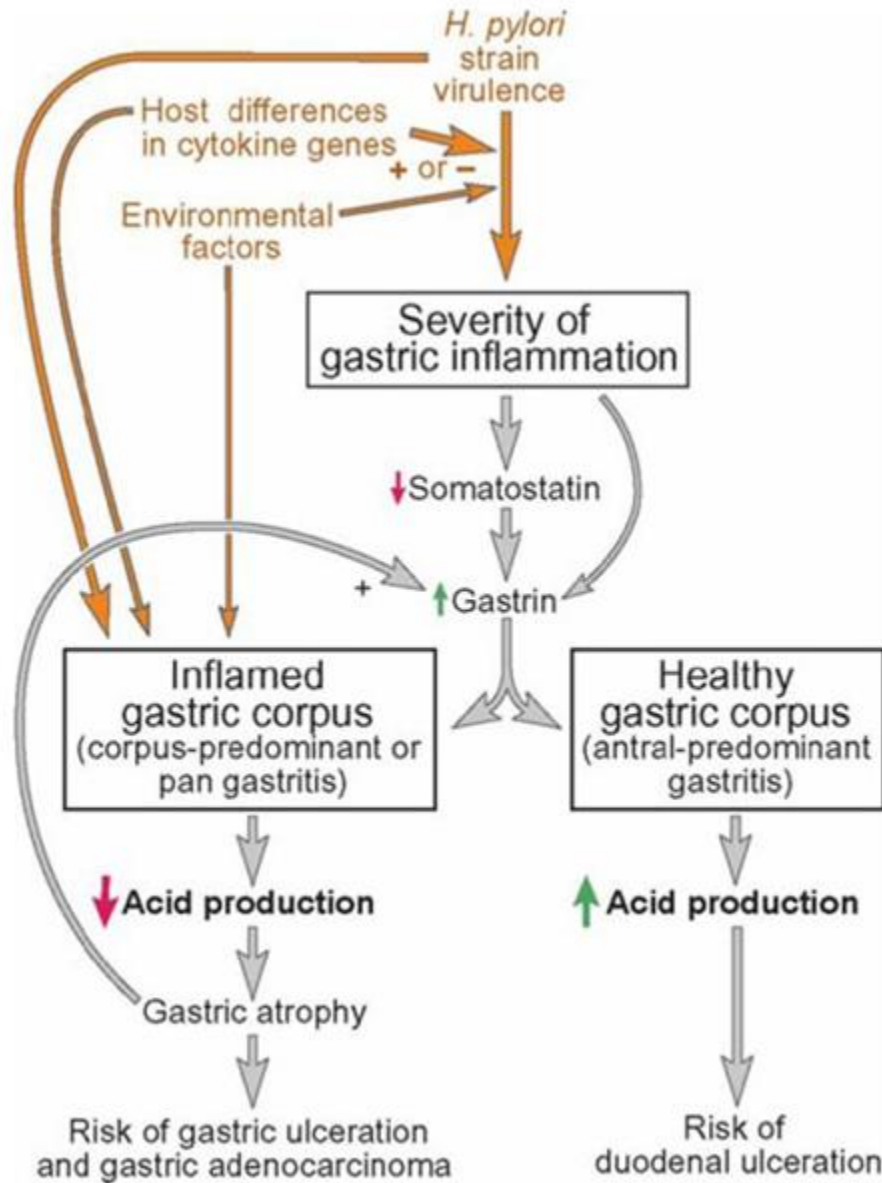 H. pylori
strain
virulence
Host differences
in cytokine genes
+ or −
Environmental
factors
Severity of
gastric inflammation
Somatostatin
+
Gastrin
Inflamed
gastric corpus
(corpus-predominant or
pan gastritis)
Healthy
gastric corpus
(antral-predominant
gastritis)
Acid production
Acid production
Gastric atrophy
Risk of gastric ulceration
and gastric adenocarcinoma
Risk of
duodenal ulceration